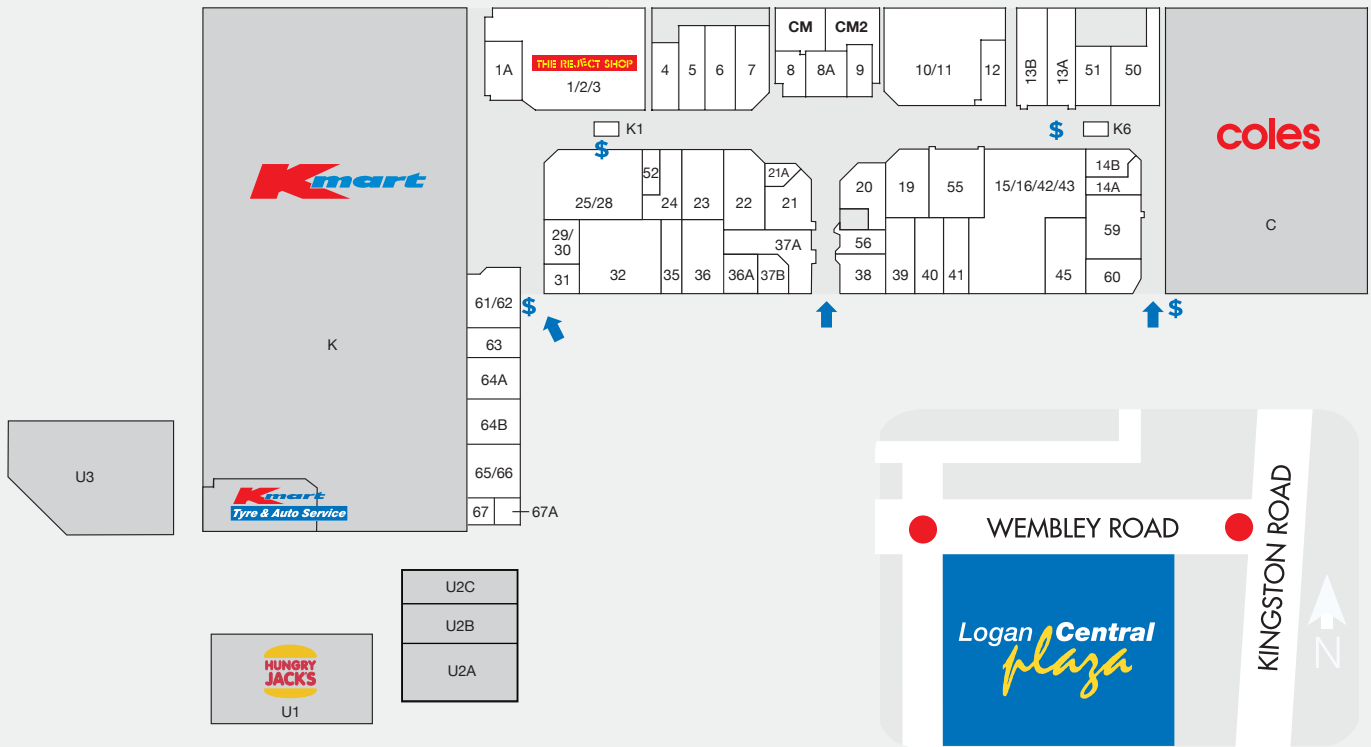 CM
CM2
1A
THE REJECT SHOP
1/2/3
4
5
6
7
8
8A
9
10/11
12
13B
13A
51
50
K1
$
$
K6
coles
C
Kmart
K
25/28
52
24
23
22
21A
21
20
19
55
15/16/42/43
14B
14A
29/
30
31
32
35
36
37A
36A
37B
56
38
39
40
41
45
59
60
61/62
$
$
63
64A
64B
65/66
67
67A
U3
Kmart
Tyre & Auto Service
U2C
U2B
U2A
HUNGRY
JACK'S
U1
WEMBLEY ROAD
KINGSTON ROAD
Logan Central
plaza
N